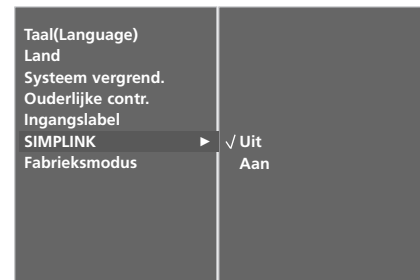 Taal(Language)
Land
Systeem vergrend.
Ouderlijke contr.
Ingangslabel
SIMPLINK ► √ Uit
Aan
Fabrieksmodus